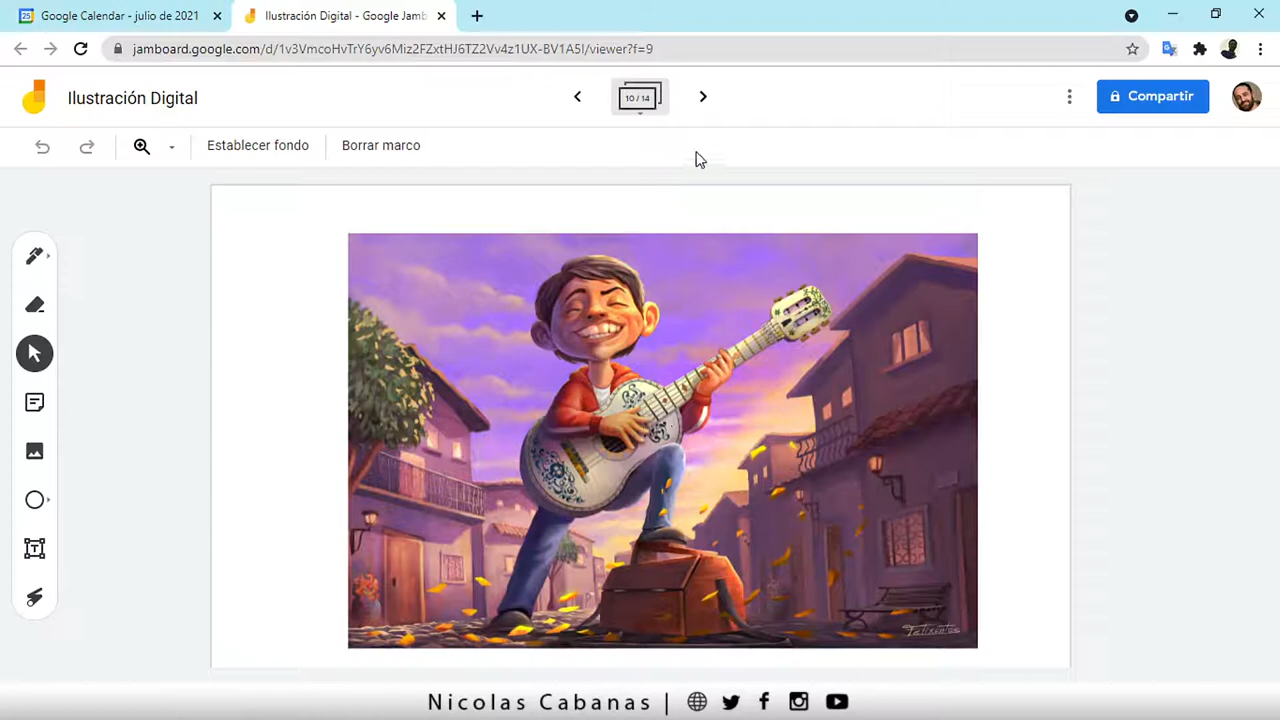 Google Calendar - julio de 2021
Ilustración Digital - Google Jamb
jamboard.google.com/d/1v3VmcoHvTrY6yv6Miz2FZxtHJ6TZ2Vv4z1UX-BV1A5I/viewer?f=9
Ilustración Digital
10 / 14
Compartir
Establecer fondo
Borrar marco
Nicolas Cabanas |